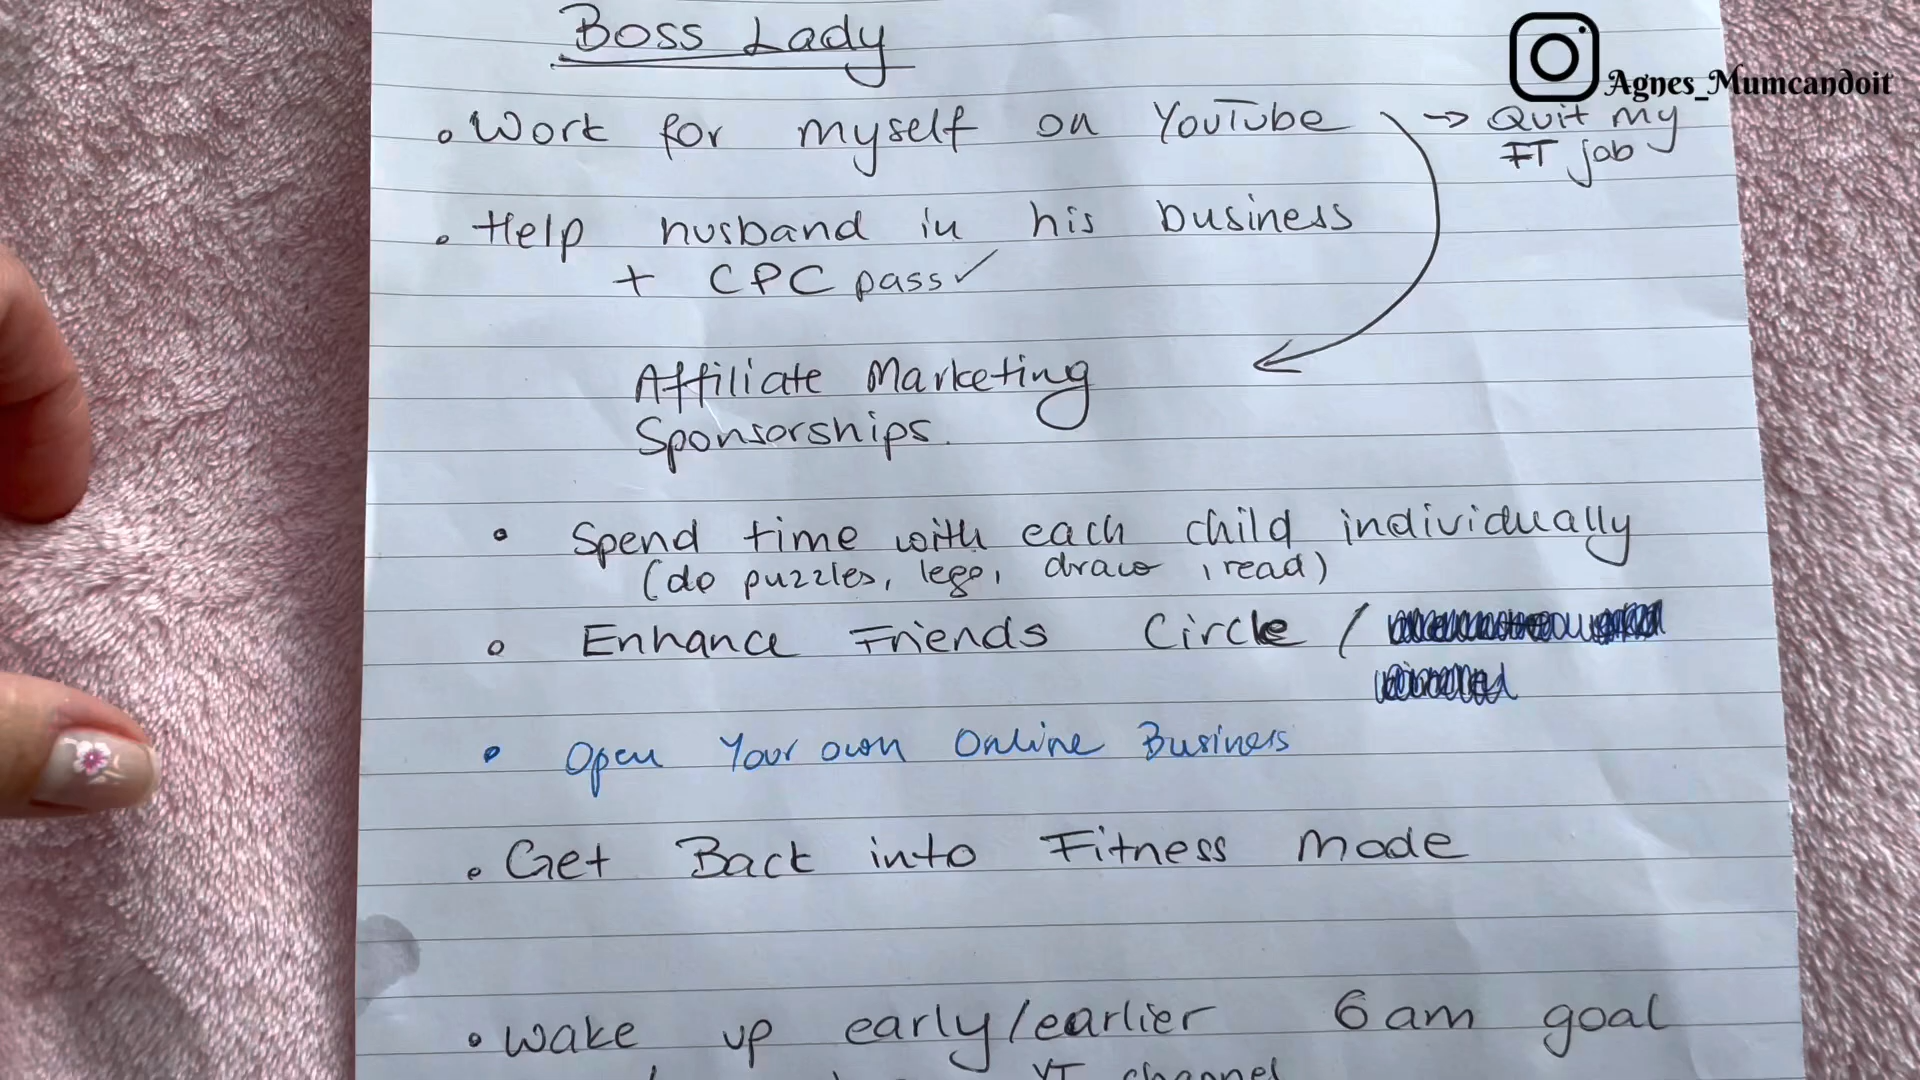 Boss Lady
Agnes_Mumcandoit
• Work for myself on YouTube → Quit my
FT job
• Help husband in his business
+ CPC pass ✓
Affiliate Marketing
Sponsorships.
• Spend time with each child individually
(do puzzles, lego, draw, read)
• Enhance Friends Circle /
• Open Your own Online Business
• Get Back into Fitness mode
• Wake up early/earlier 6 am goal
YT channel